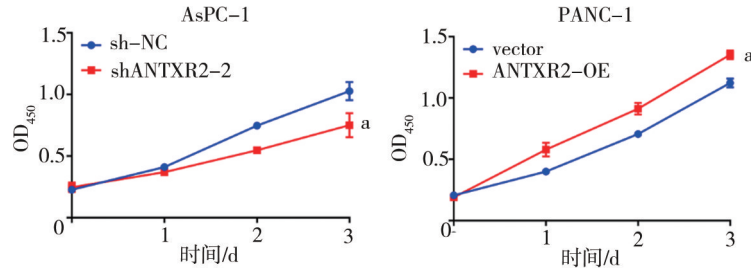 AsPC-1
1.5
1.0
0.5
0
OD450
sh-NC
shANTXR2-2
a
1
2
3
时间/d
PANC-1
1.5
1.0
0.5
0
OD450
vector
ANTXR2-OE
a
1
2
3
时间/d